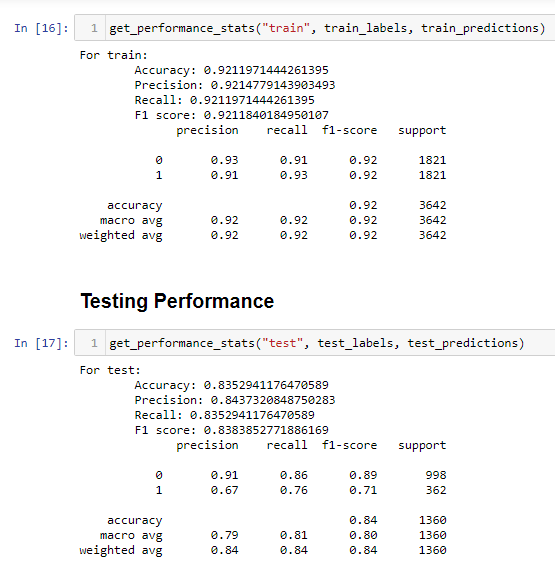 In [16]: 1 get_performance_stats("train", train_labels, train_predictions)
For train:
Accuracy: 0.9211971444261395
Precision: 0.9214779143903493
Recall: 0.9211971444261395
F1 score: 0.9211840184950107
precision recall f1-score support
0 0.93 0.91 0.92 1821
1 0.91 0.93 0.92 1821
accuracy 0.92 3642
macro avg 0.92 0.92 0.92 3642
weighted avg 0.92 0.92 0.92 3642
Testing Performance
In [17]: 1 get_performance_stats("test", test_labels, test_predictions)
For test:
Accuracy: 0.8352941176470589
Precision: 0.8437320848750283
Recall: 0.8352941176470589
F1 score: 0.8383852771886169
precision recall f1-score support
0 0.91 0.86 0.89 998
1 0.67 0.76 0.71 362
accuracy 0.84 1360
macro avg 0.79 0.81 0.80 1360
weighted avg 0.84 0.84 0.84 1360